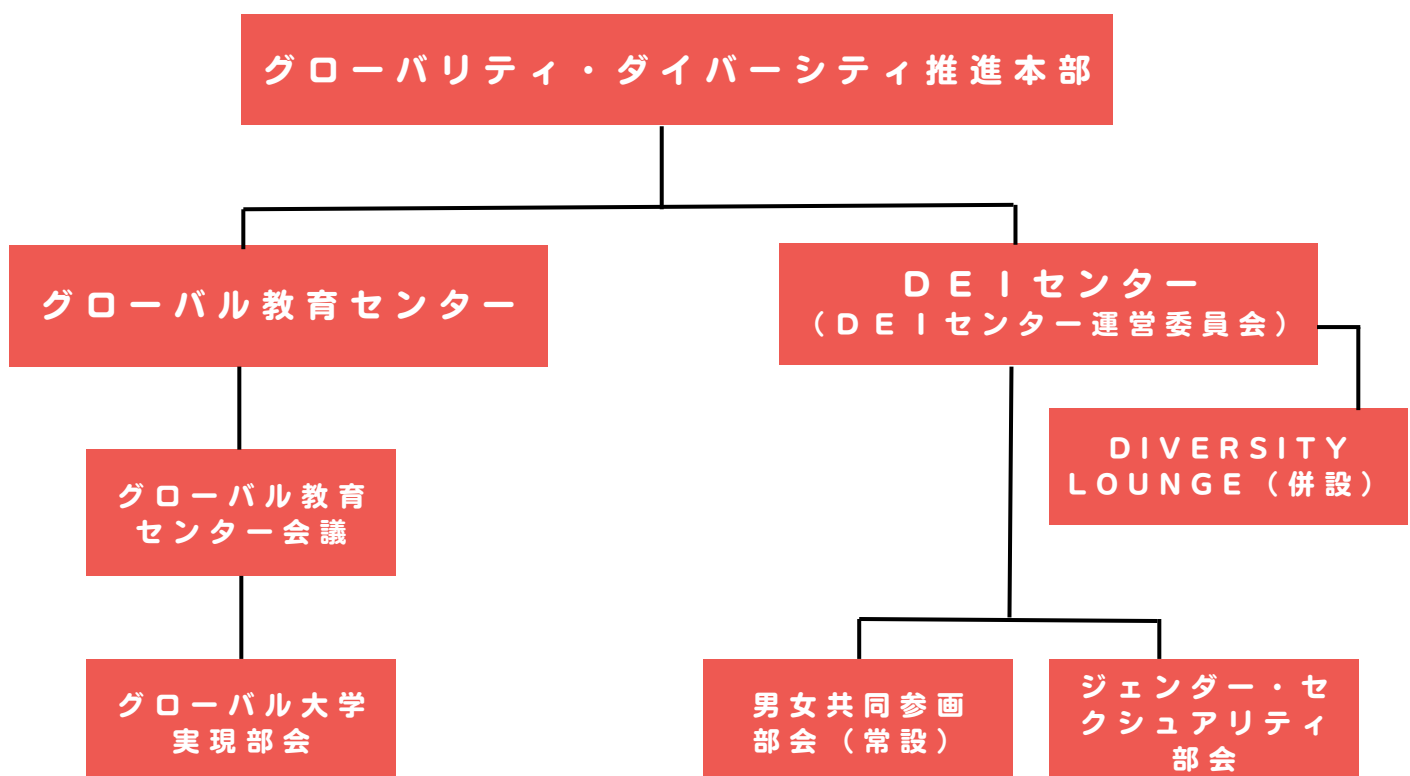 グローバリティ・ダイバーシティ推進本部
グローバル教育センター
ＤＥＩセンター
（ＤＥＩセンター運営委員会）
DIVERSITY
LOUNGE（併設）
グローバル教育
センター会議
グローバル大学
実現部会
男女共同参画
部会（常設）
ジェンダー・セ
クシュアリティ
部会